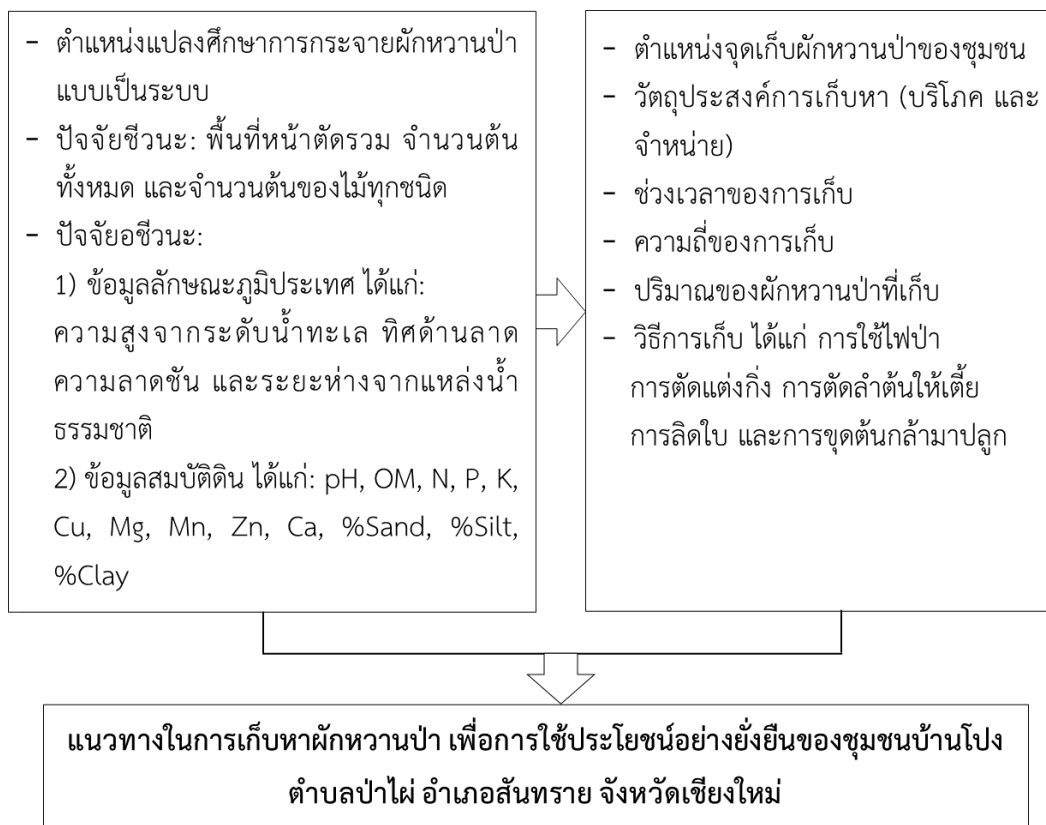 - ตำแหน่งแปลงศึกษาการกระจายผักหวานป่า
แบบเป็นระบบ
- ปัจจัยชีวนะ: พื้นที่หน้าตัดรวม จำนวนต้น
ทั้งหมด และจำนวนต้นของไม้ทุกชนิด
- ปัจจัยอชีวนะ:
1) ข้อมูลลักษณะภูมิประเทศ ได้แก่:
ความสูงจากระดับน้ำทะเล ทิศด้านลาด
ความลาดชัน และระยะห่างจากแหล่งน้ำ
ธรรมชาติ
2) ข้อมูลสมบัติดิน ได้แก่: pH, OM, N, P, K,
Cu, Mg, Mn, Zn, Ca, %Sand, %Silt,
%Clay
- ตำแหน่งจุดเก็บผักหวานป่าของชุมชน
- วัตถุประสงค์การเก็บหา (บริโภค และ
จำหน่าย)
- ช่วงเวลาของการเก็บ
- ความถี่ของการเก็บ
- ปริมาณของผักหวานป่าที่เก็บ
- วิธีการเก็บ ได้แก่ การใช้ไฟป่า
การตัดแต่งกิ่ง การตัดลำต้นให้เตี้ย
การลิดใบ และการขุดต้นกล้ามาปลูก
แนวทางในการเก็บหาผักหวานป่า เพื่อการใช้ประโยชน์อย่างยั่งยืนของชุมชนบ้านโปง
ตำบลป่าไผ่ อำเภอสันทราย จังหวัดเชียงใหม่